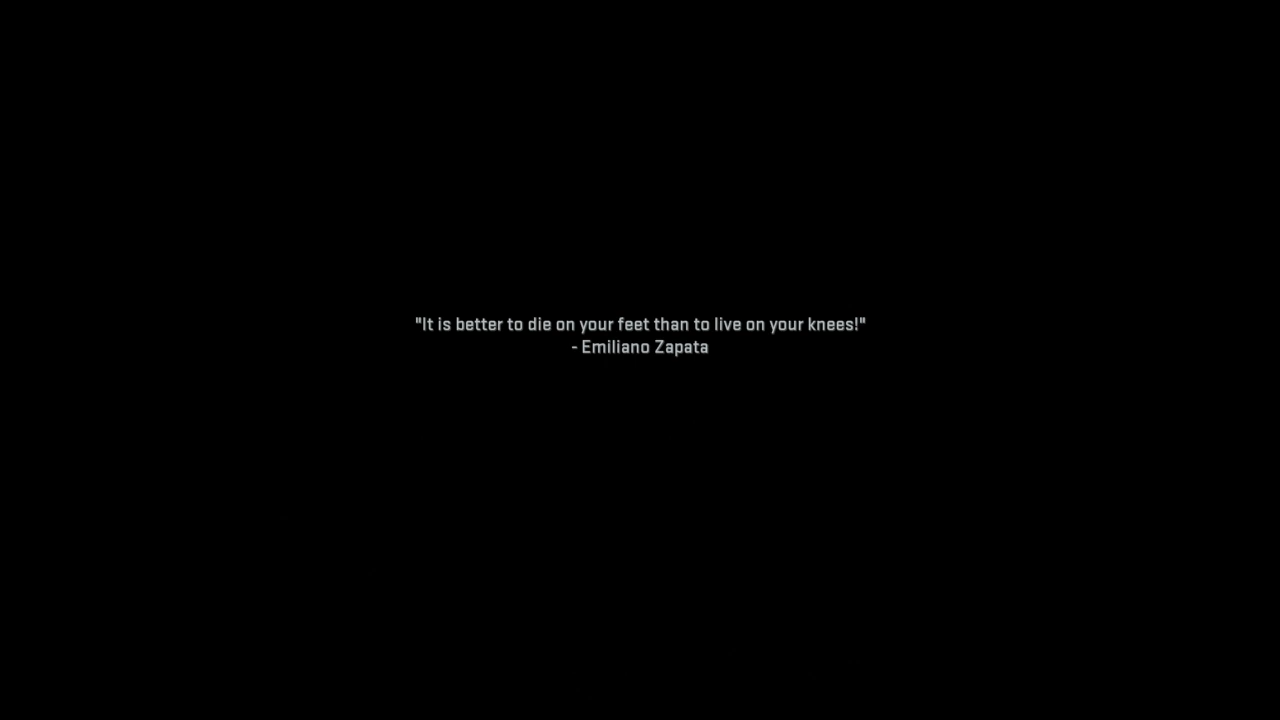 "It is better to die on your feet than to live on your knees!"
- Emiliano Zapata